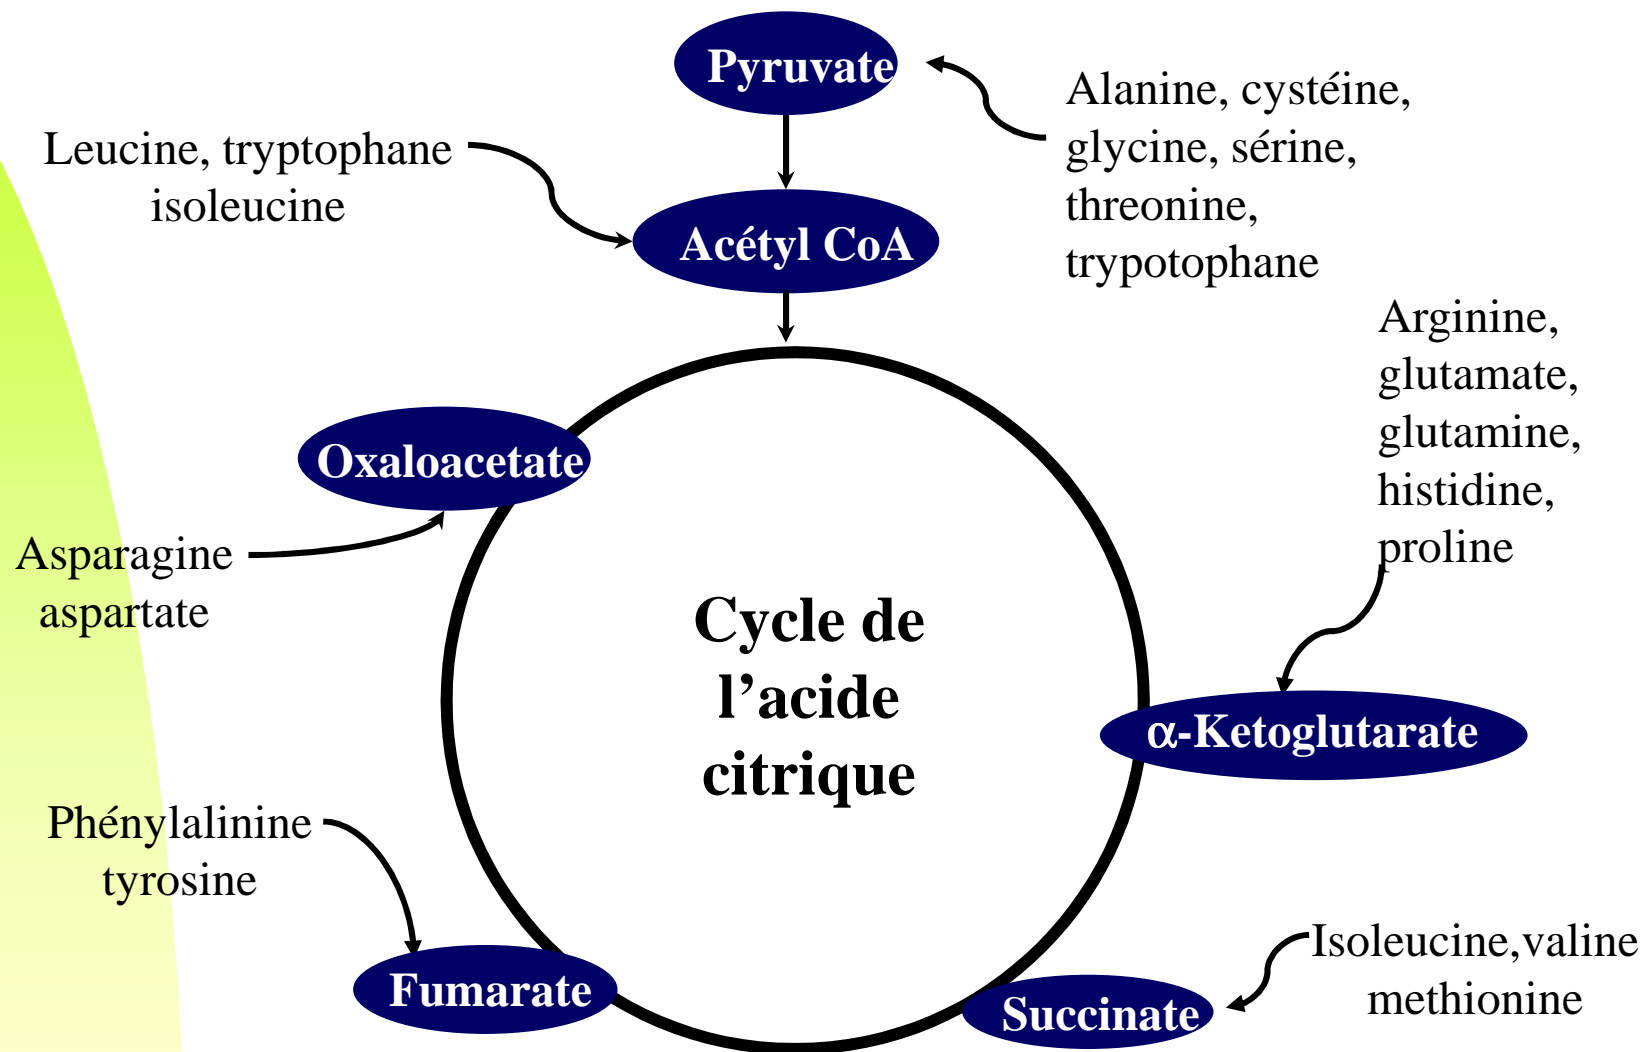 Pyruvate
Alanine, cystéine,
glycine, sérine,
threonine,
trypotophane
Leucine, tryptophane
isoleucine
Acétyl CoA
Arginine,
glutamate,
glutamine,
histidine,
proline
Oxaloacetate
Asparagine
aspartate
Cycle de
l’acide
citrique
α-Ketoglutarate
Phénylalinine
tyrosine
Fumarate
Isoleucine,valine
methionine
Succinate